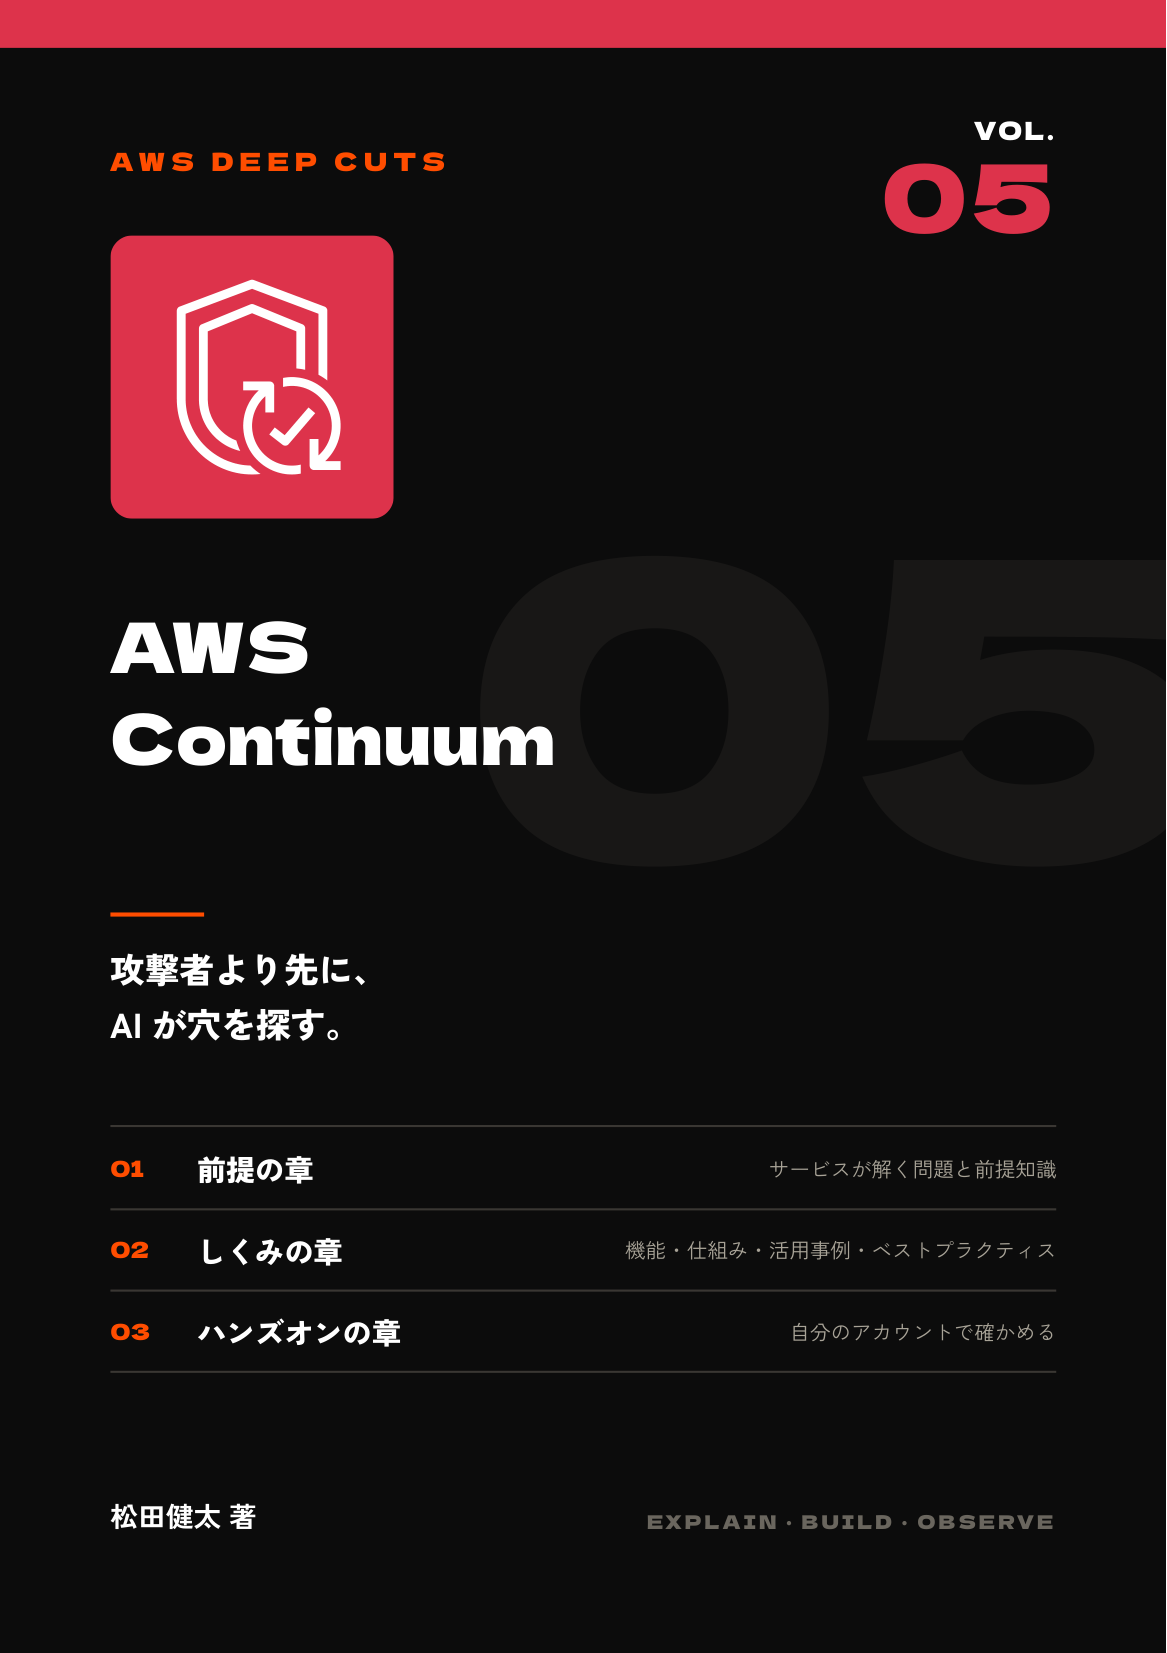 AWS DEEP CUTS
VOL.
05
05
AWS
Continuum
攻撃者より先に、
AI が穴を探す。
01 前提の章 サービスが解く問題と前提知識
02 しくみの章 機能・仕組み・活用事例・ベストプラクティス
03 ハンズオンの章 自分のアカウントで確かめる
松田健太 著
EXPLAIN · BUILD · OBSERVE